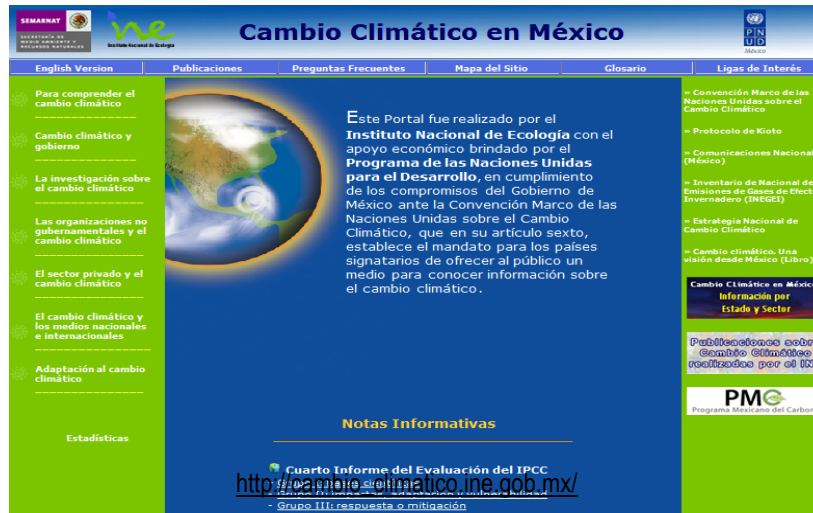 SEMARNAT
SECRETARÍA DE
MEDIO AMBIENTE Y
RECURSOS NATURALES
ine
Instituto Nacional de Ecología
Cambio Climático en México
PNUD
México
English Version
Publicaciones
Preguntas Frecuentes
Mapa del Sitio
Glosario
Ligas de Interés
Para comprender el
cambio climático
Cambio climático y
gobierno
La investigación sobre
el cambio climático
Las organizaciones no
gubernamentales y el
cambio climático
El sector privado y el
cambio climático
El cambio climático y
los medios nacionales
e internacionales
Adaptación al cambio
climático
Estadísticas
Este Portal fue realizado por el
Instituto Nacional de Ecología con el
apoyo económico brindado por el
Programa de las Naciones Unidas
para el Desarrollo, en cumplimiento
de los compromisos del Gobierno de
México ante la Convención Marco de las
Naciones Unidas sobre el Cambio
Climático, que en su artículo sexto,
establece el mandato para los países
signatarios de ofrecer al público un
medio para conocer información sobre
el cambio climático.
Notas Informativas
Cuarto Informe del Evaluación del IPCC
http://cambio_climatico.ine.gob.mx/
- Grupo III: respuesta o mitigación
» Convención Marco de las
Naciones Unidas sobre el
Cambio Climático
» Protocolo de Kioto
» Comunicaciones Nacional
(México)
» Inventario de Nacional de
Emisiones de Gases de Efect
Invernadero (INEGEI)
» Estrategia Nacional de
Cambio Climático
» Cambio climático. Una
visión desde México (Libro)
Cambio CLimático en Méxic
Información por
Estado y Sector
Publicaciones sobr
Cambio Climático
realizadas por el IN
PMC
Programa Mexicano del Carbon